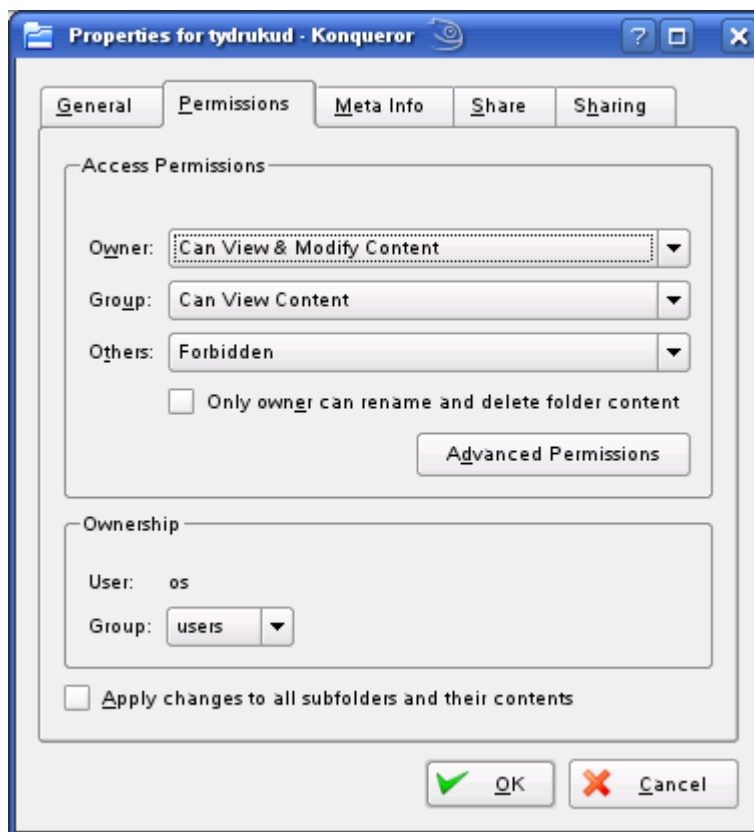 Properties for tydrukud - Konqueror
General Permissions Meta Info Share Sharing
Access Permissions
Owner: Can View & Modify Content
Group: Can View Content
Others: Forbidden
Only owner can rename and delete folder content
Advanced Permissions
Ownership
User: os
Group: users
Apply changes to all subfolders and their contents
OK Cancel